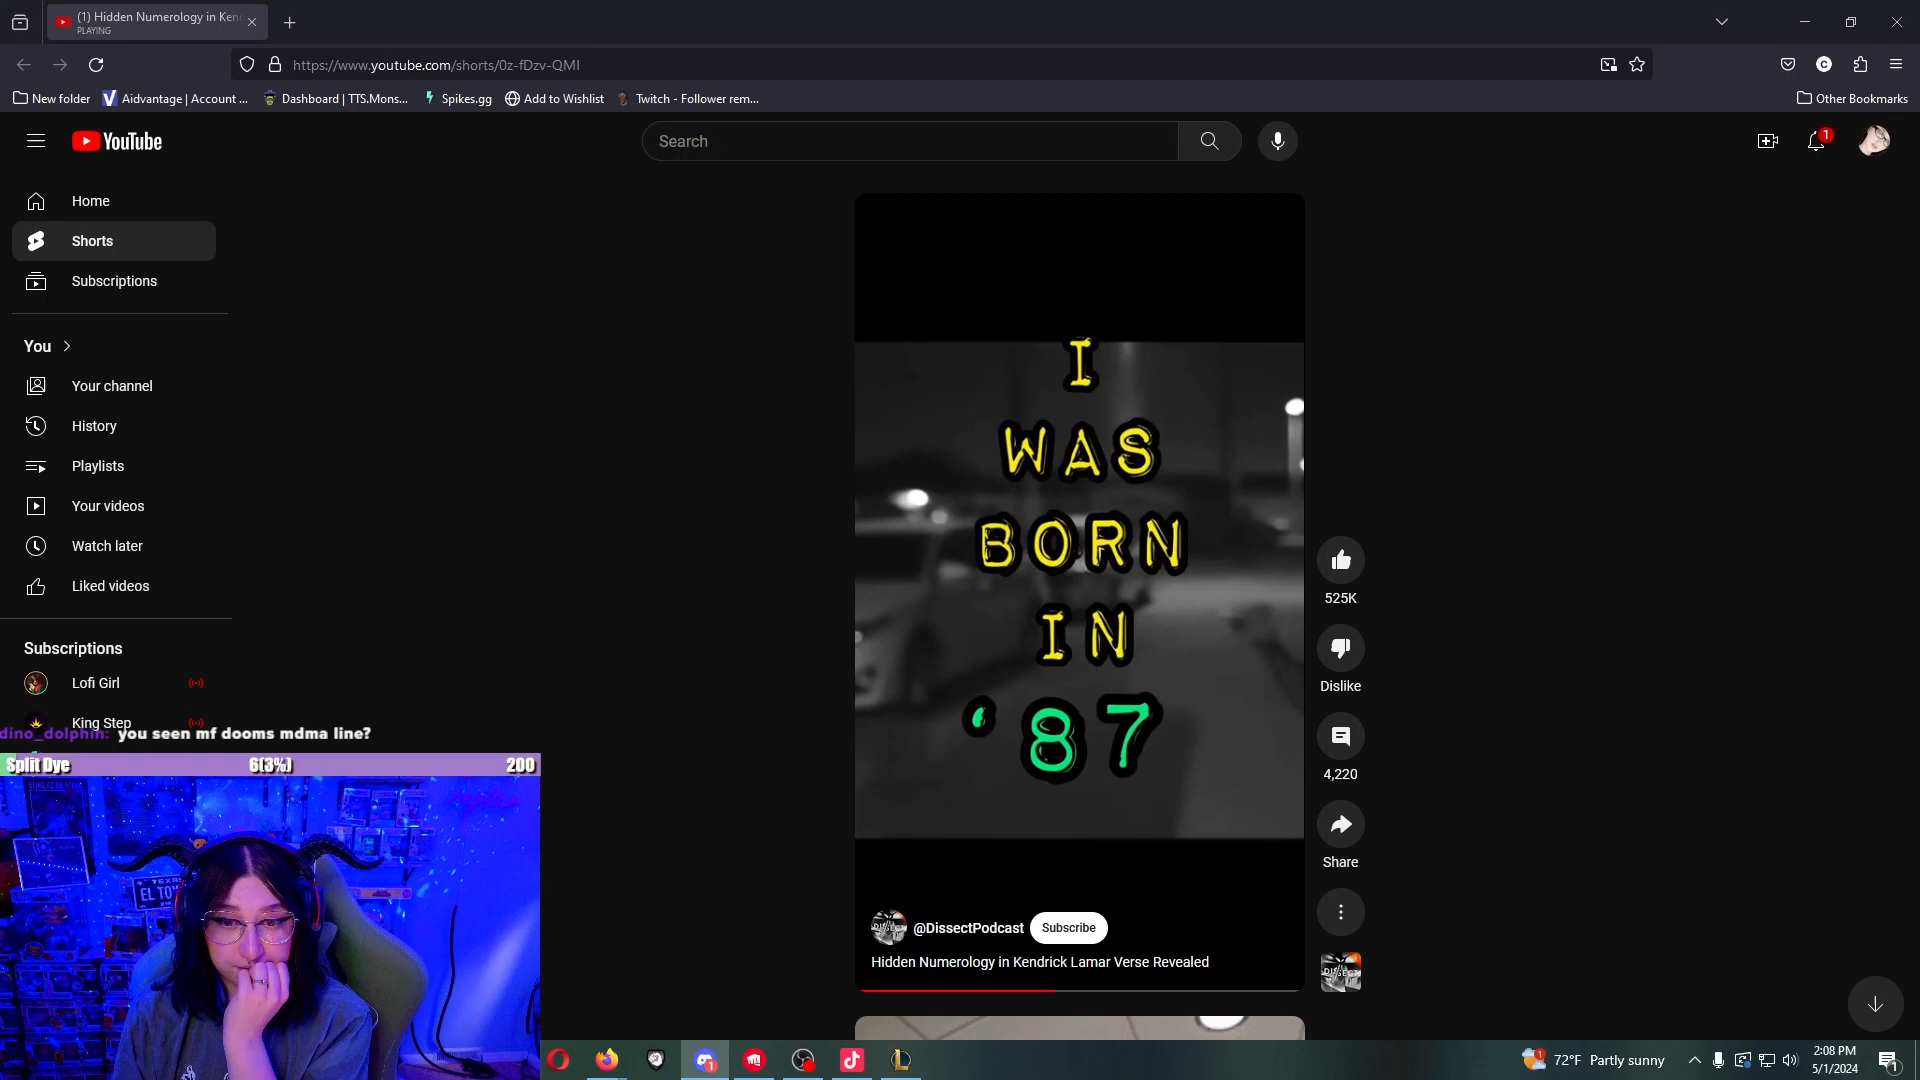 (1) Hidden Numerology in Ken
PLAYING
https://www.youtube.com/shorts/0z-fDzv-QMI
New folder
Aidvantage | Account ...
Dashboard | TTS.Mons...
Spikes.gg
Add to Wishlist
Twitch - Follower rem...
Other Bookmarks
YouTube
Search
1
Home
Shorts
Subscriptions
You
Your channel
History
Playlists
Your videos
Watch later
Liked videos
Subscriptions
Lofi Girl
King Step
dino_dolphin: you seen mf dooms mdma line?
Split Dye 6(3%) 200
TEXAS
EL TOY
I
WAS
BORN
IN
'87
525K
Dislike
4,220
Share
@DissectPodcast
Subscribe
Hidden Numerology in Kendrick Lamar Verse Revealed
72°F Partly sunny
2:08 PM
5/1/2024